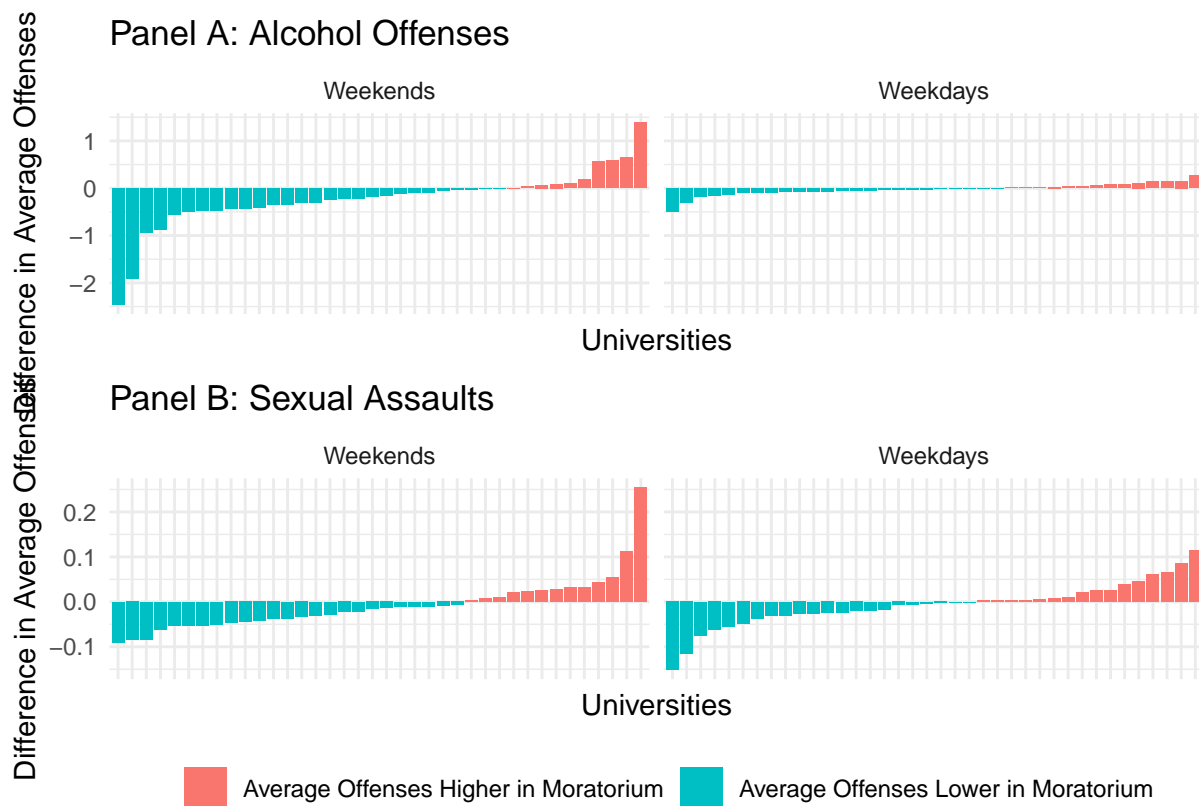 Panel A: Alcohol Offenses
Difference in Average Offenses
Weekends
Weekdays
1
0
−1
−2
Universities
Panel B: Sexual Assaults
Difference in Average Offenses
Weekends
Weekdays
0.2
0.1
0.0
−0.1
Universities
Average Offenses Higher in Moratorium
Average Offenses Lower in Moratorium